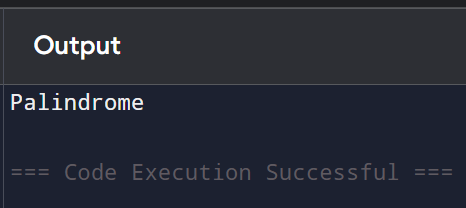 Output
Palindrome
=== Code Execution Successful ===